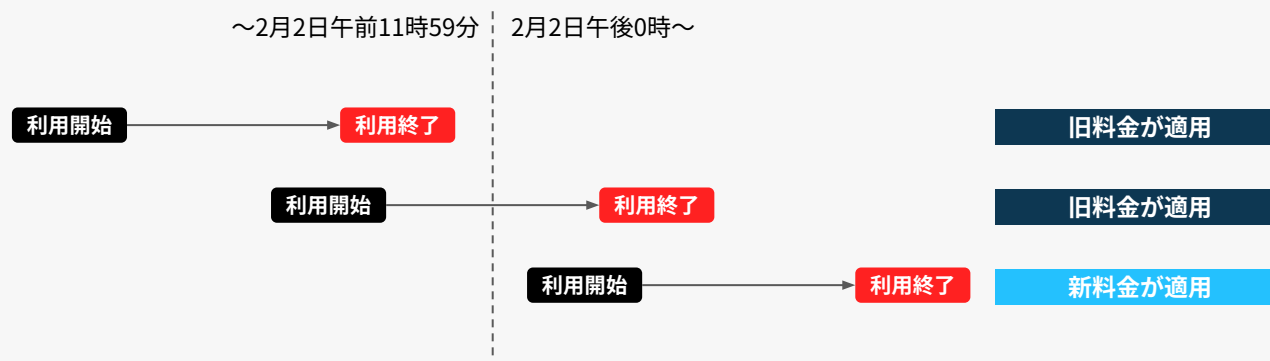 ～2月2日午前11時59分
2月2日午後0時～
利用開始 利用終了 旧料金が適用
利用開始 利用終了 旧料金が適用
利用開始 利用終了 新料金が適用